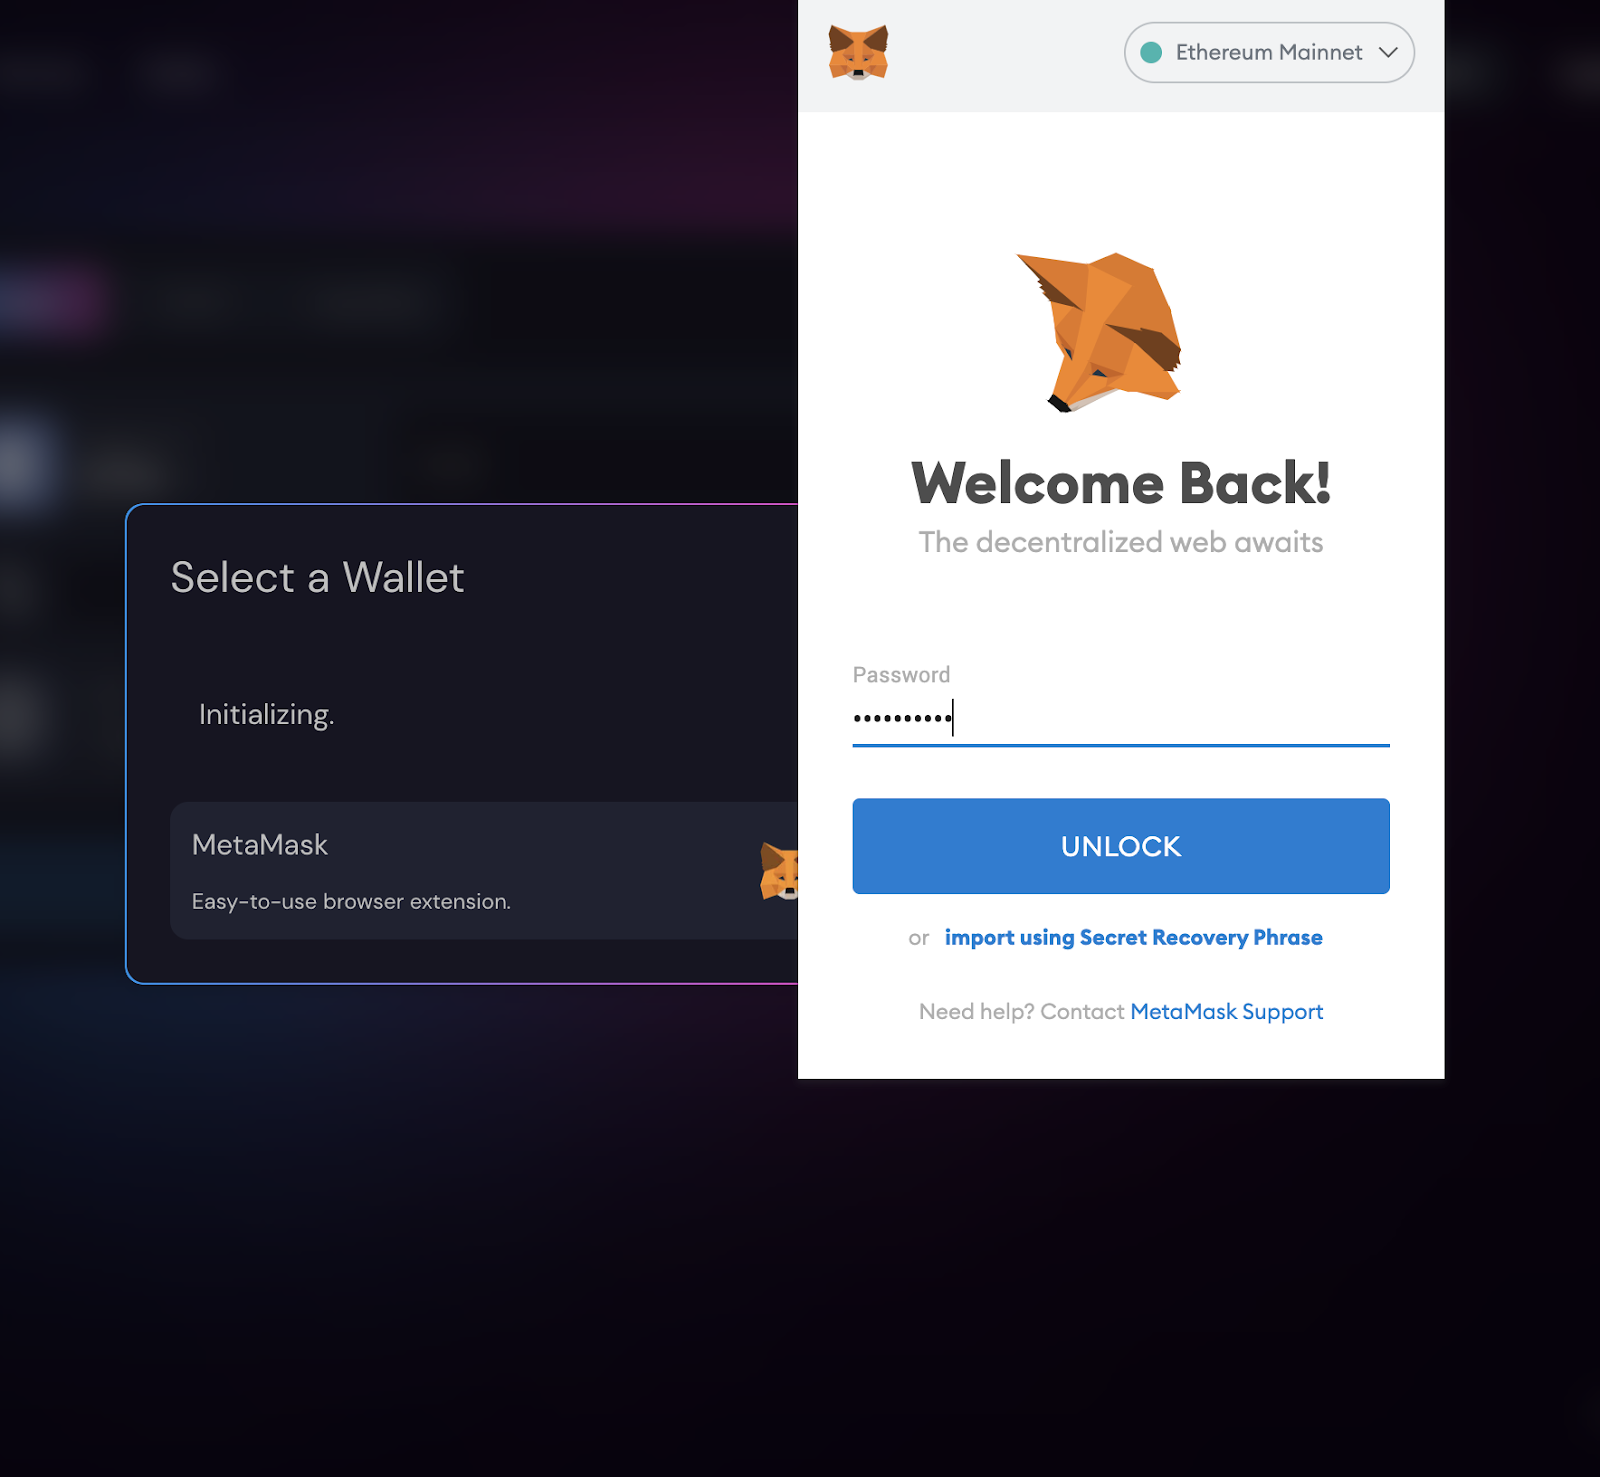 Ethereum Mainnet
Welcome Back!
The decentralized web awaits
Select a Wallet
Password
••••••••••
Initializing.
UNLOCK
MetaMask
Easy-to-use browser extension.
or import using Secret Recovery Phrase
Need help? Contact MetaMask Support